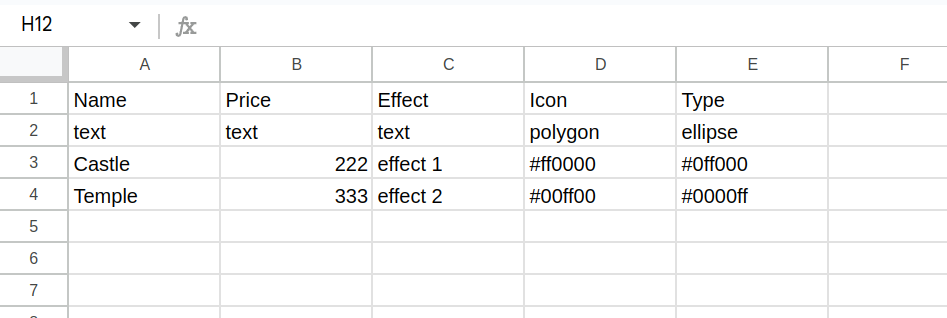 H12 fx
A B C D E F
1 Name Price Effect Icon Type
2 text text text polygon ellipse
3 Castle 222 effect 1 #ff0000 #0ff000
4 Temple 333 effect 2 #00ff00 #0000ff
5
6
7